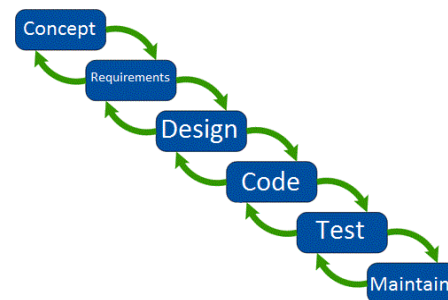 Concept
Requirements
Design
Code
Test
Maintain